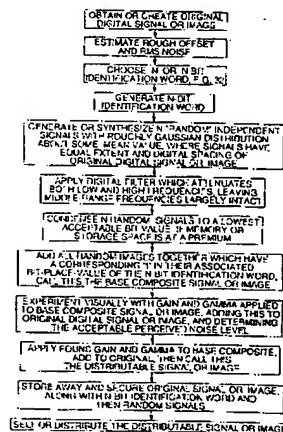 OBTAIN OR CREATE ORIGINAL
DIGITAL SIGNAL OR IMAGE
ESTIMATE ROUGH OFFSET
AND RMS NOISE
CHOOSE N OR N BIT
IDENTIFICATION WORD, E.G. 32
GENERATE N-BIT
IDENTIFICATION WORD
GENERATE OR SYNTHESIZE N "RANDOM" INDEPENDENT
SIGNALS WITH ROUGHLY GAUSSIAN DISTRIBUTION
ABOUT SOME MEAN VALUE, WHERE SIGNALS HAVE
EQUAL EXTENT AND DIGITAL SPACING OF
ORIGINAL DIGITAL SIGNAL OR IMAGE
APPLY DIGITAL FILTER WHICH ATTENUATES
BOTH LOW AND HIGH FREQUENCIES, LEAVING
MIDDLE RANGE FREQUENCIES LARGELY INTACT
CONDENSE N RANDOM SIGNALS TO LOWEST
ACCEPTABLE BIT VALUE IF MEMORY OR
STORAGE SPACE IS AT A PREMIUM
ADD ALL RANDOM IMAGES TOGETHER WHICH HAVE
A CORRESPONDENT IN THEIR ASSOCIATED
BIT-PLACE-VALUE OF THE N BIT IDENTIFICATION WORD,
CALL THIS THE BASE COMPOSITE SIGNAL OR IMAGE
EXPERIMENT VISUALLY WITH GAIN AND GAMMA APPLIED
TO BASE COMPOSITE SIGNAL OR IMAGE, ADDING THIS TO
ORIGINAL DIGITAL SIGNAL OR IMAGE, AND DETERMINING
THE ACCEPTABLE PERCEIVED NOISE LEVEL
APPLY FOUND GAIN AND GAMMA TO BASE COMPOSITE,
ADD TO ORIGINAL, THEN CALL THIS
THE DISTRIBUTABLE SIGNAL OR IMAGE
STORE AWAY AND SECURE ORIGINAL SIGNAL OR IMAGE,
ALONG WITH N BIT IDENTIFICATION WORD AND
THEN RANDOM SIGNALS
SELL OR DISTRIBUTE THE DISTRIBUTABLE SIGNAL OR IMAGE